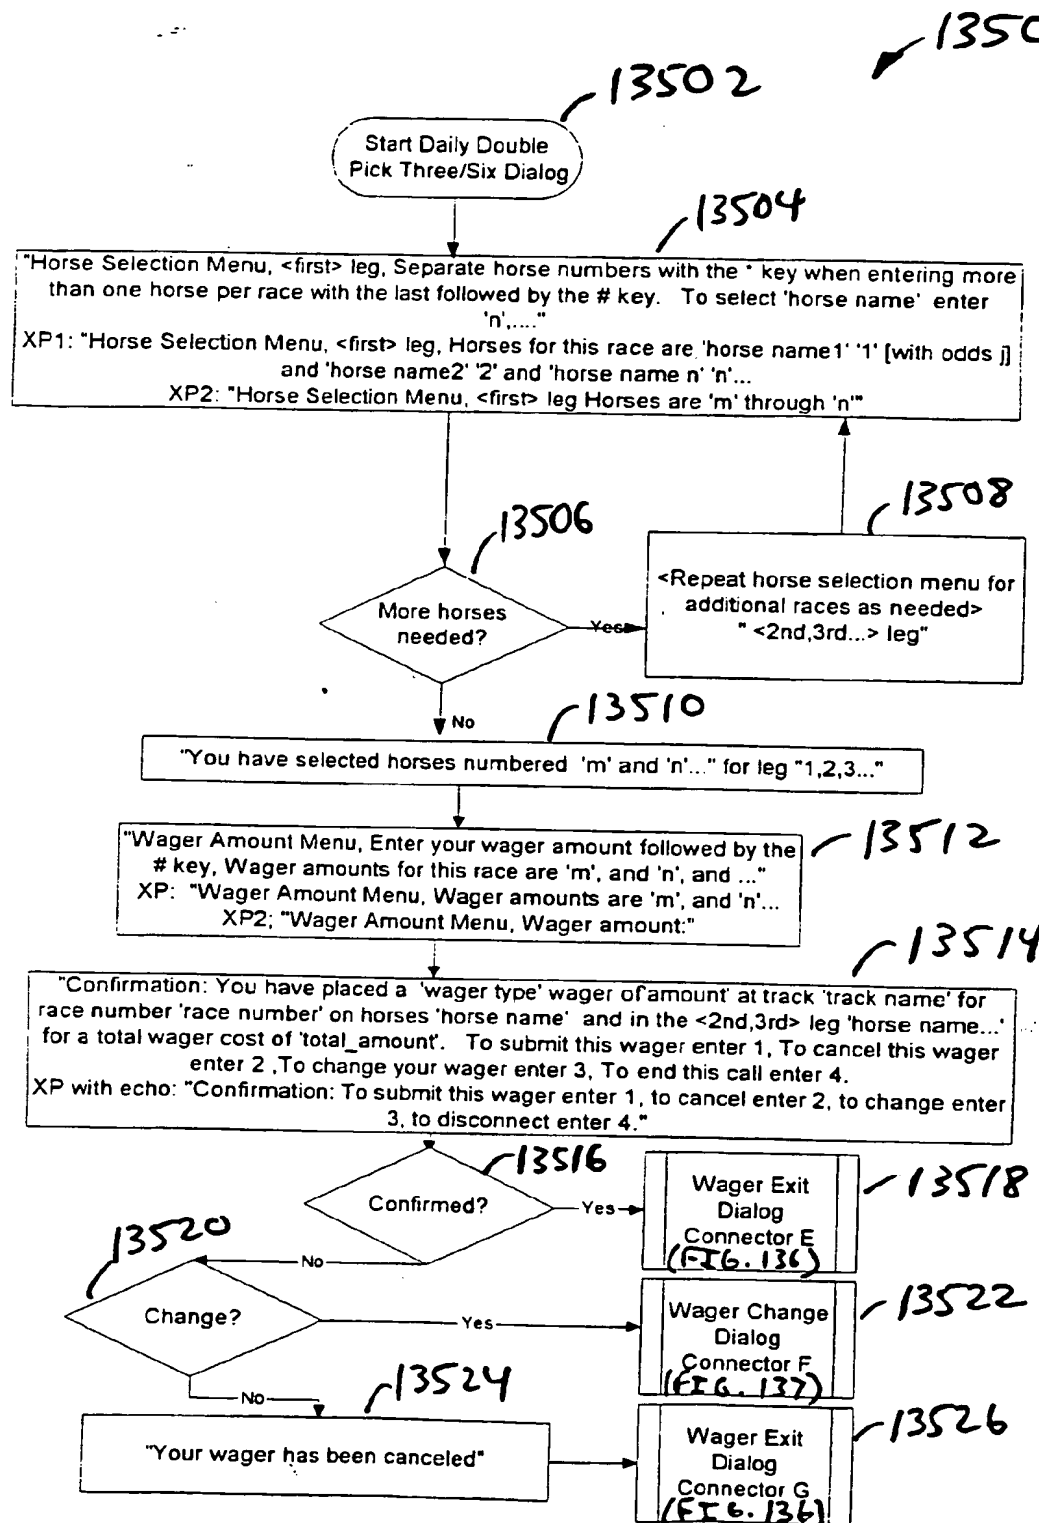 1350
13502
Start Daily Double
Pick Three/Six Dialog
13504
"Horse Selection Menu, <first> leg, Separate horse numbers with the * key when entering more
than one horse per race with the last followed by the # key. To select 'horse name' enter
'n',...."
XP1: "Horse Selection Menu, <first> leg, Horses for this race are 'horse name1' '1' [with odds j]
and 'horse name2' '2' and 'horse name n' 'n'...
XP2: "Horse Selection Menu, <first> leg Horses are 'm' through 'n'"
13506
More horses
needed?
Yes
13508
<Repeat horse selection menu for
additional races as needed>
" <2nd,3rd...> leg"
No
13510
"You have selected horses numbered 'm' and 'n'..." for leg "1,2,3..."
13512
"Wager Amount Menu, Enter your wager amount followed by the
# key, Wager amounts for this race are 'm', and 'n', and ..."
XP: "Wager Amount Menu, Wager amounts are 'm', and 'n'...
XP2; "Wager Amount Menu, Wager amount:"
13514
"Confirmation: You have placed a 'wager type' wager of amount' at track 'track name' for
race number 'race number' on horses 'horse name' and in the <2nd,3rd> leg 'horse name...'
for a total wager cost of 'total_amount'. To submit this wager enter 1, To cancel this wager
enter 2 ,To change your wager enter 3, To end this call enter 4.
XP with echo: "Confirmation: To submit this wager enter 1, to cancel enter 2, to change enter
3, to disconnect enter 4."
13516
Confirmed?
Yes
13518
Wager Exit
Dialog
Connector E
(FIG. 136)
No
13520
Change?
Yes
13522
Wager Change
Dialog
Connector F
(FIG. 137)
No
13524
"Your wager has been canceled"
13526
Wager Exit
Dialog
Connector G
(FIG. 136)